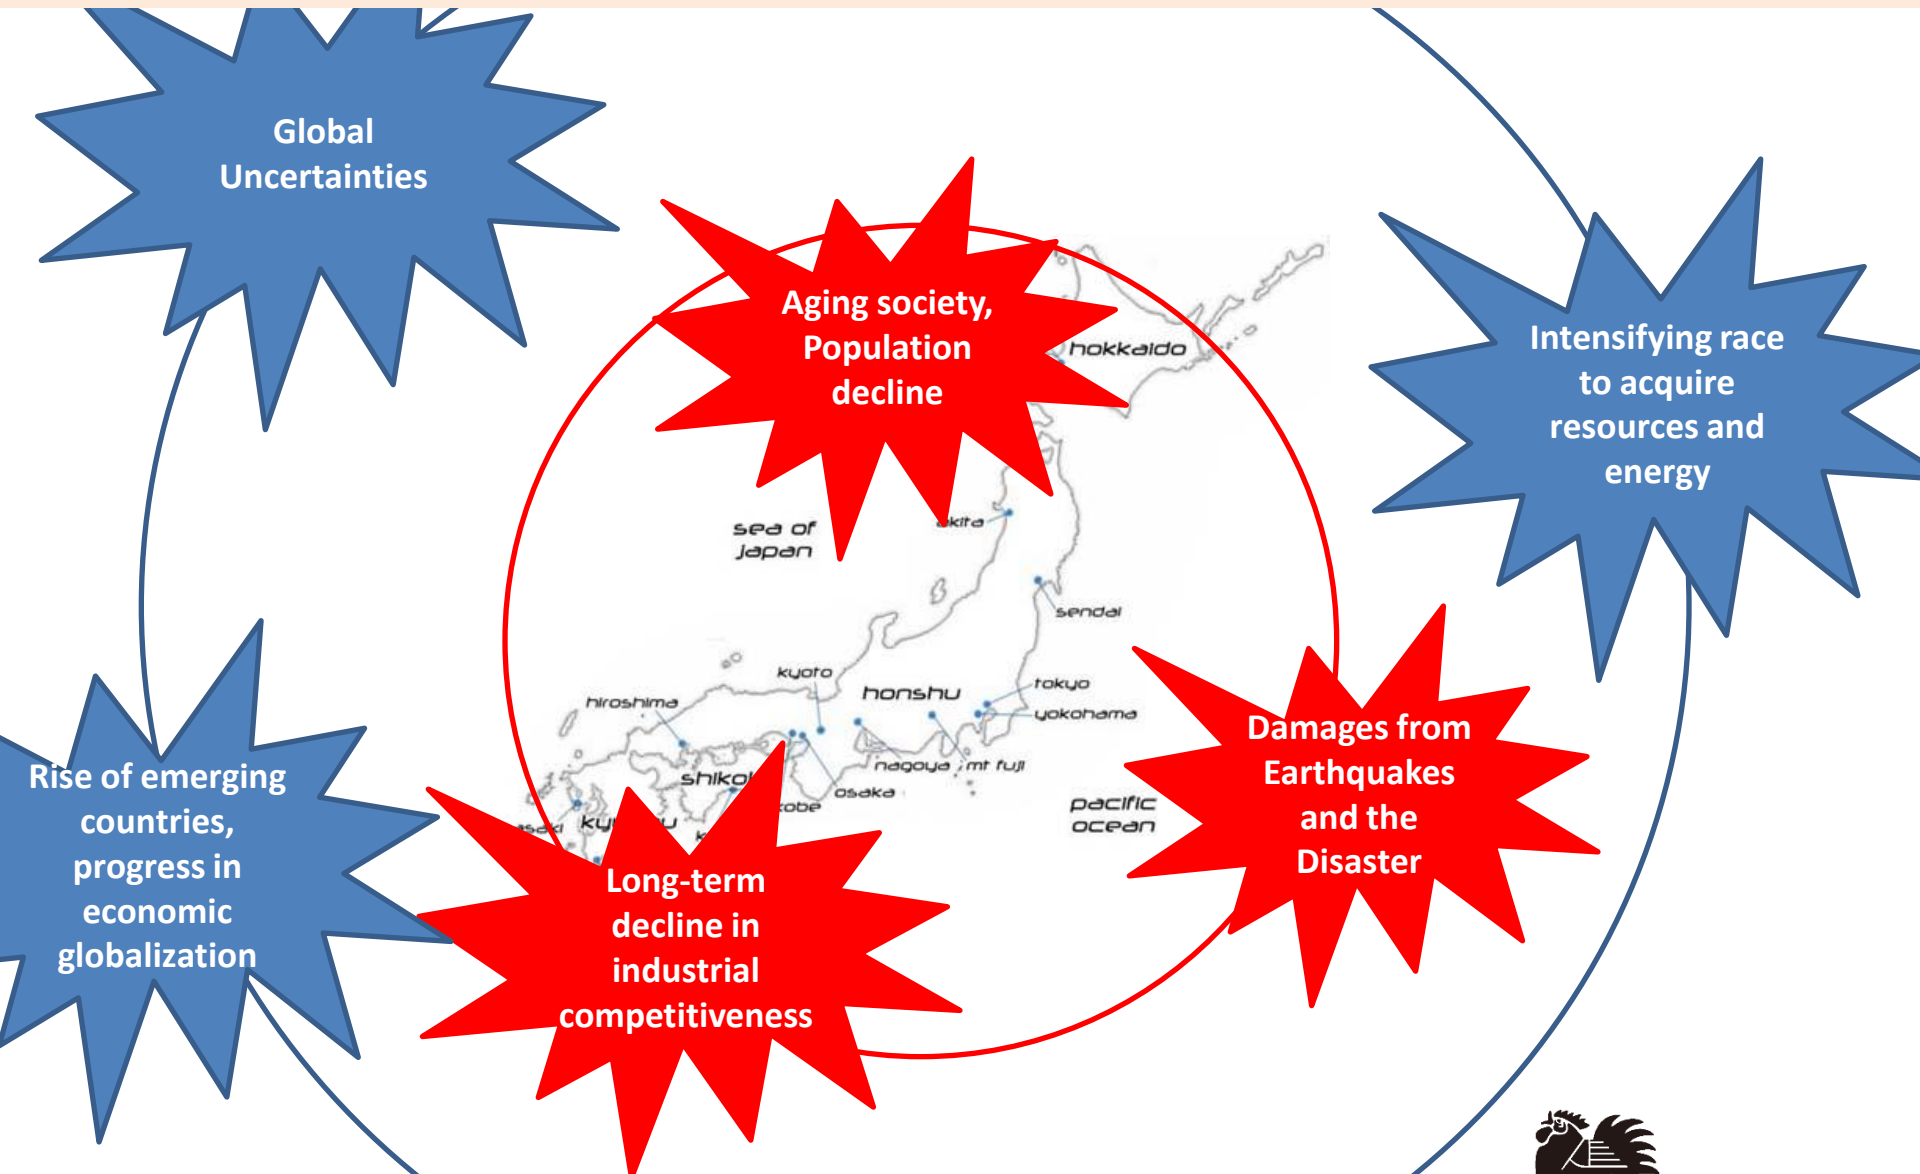 Global
Uncertainties
Aging society,
Population
decline
Intensifying race
to acquire
resources and
energy
hokkaido
sea of
japan
sendai
kyoto
honshu
tokyo
hiroshima
yokohama
Damages from
Earthquakes
and the
Disaster
nagoya
mt fuji
osaka
pacific
ocean
Rise of emerging
countries,
progress in
economic
globalization
Long-term
decline in
industrial
competitiveness